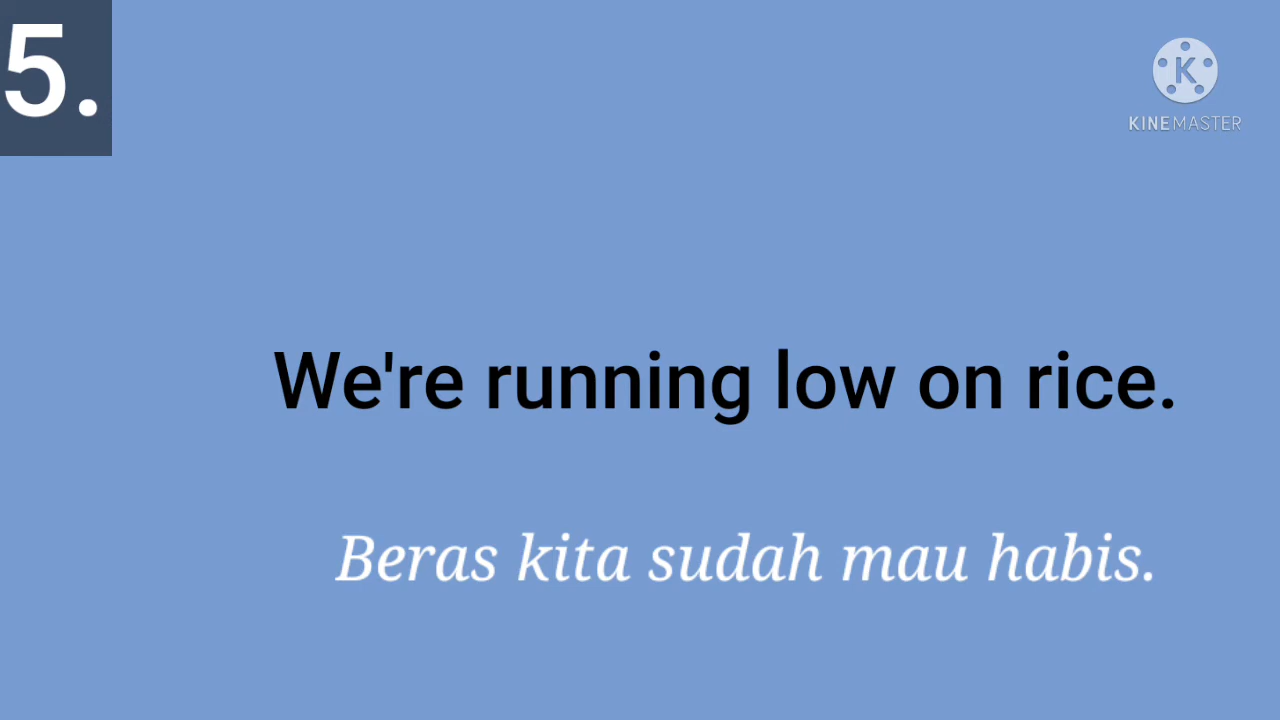 5.
K
KINEMASTER
We're running low on rice.
Beras kita sudah mau habis.